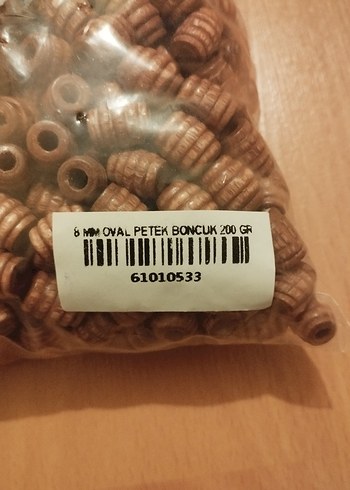 8 MM OVAL PETEK BONCUK 200 GR
61010533